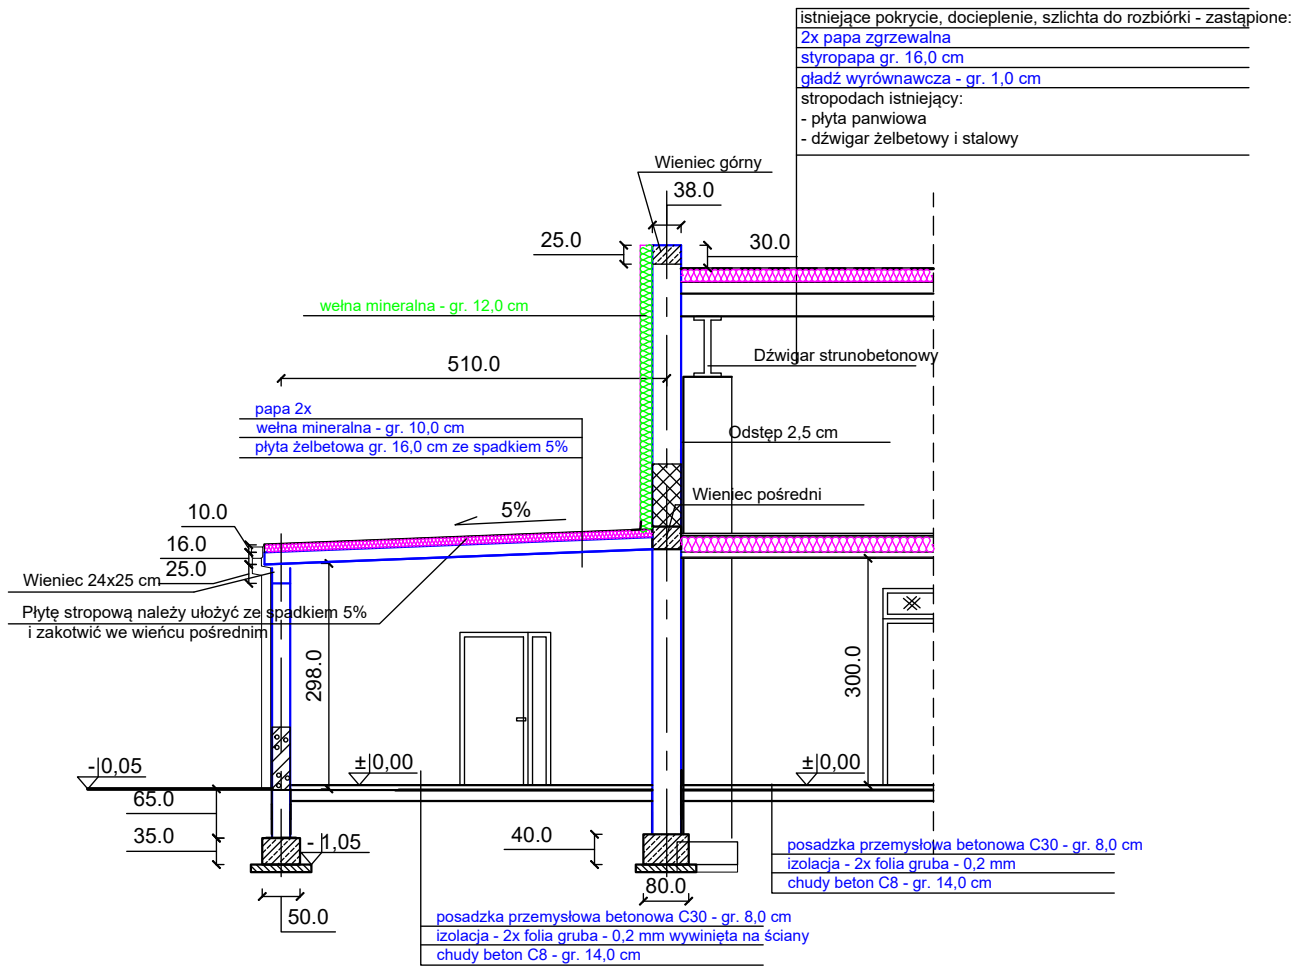 istniejące pokrycie, docieplenie, szlichta do rozbiórki - zastąpione:
2x papa zgrzewalna
styropapa gr. 16,0 cm
gładź wyrównawcza - gr. 1,0 cm
stropodach istniejący:
- płyta panwiowa
- dźwigar żelbetowy i stalowy
Wieniec górny
38.0
25.0
30.0
wełna mineralna - gr. 12,0 cm
Dźwigar strunobetonowy
510.0
papa 2x
wełna mineralna - gr. 10,0 cm
płyta żelbetowa gr. 16,0 cm ze spadkiem 5%
Odstęp 2,5 cm
Wieniec pośredni
5%
10.0
16.0
25.0
Wieniec 24x25 cm
Płytę stropową należy ułożyć ze spadkiem 5%
i zakotwić we wieńcu pośrednim
298.0
300.0
-0,05
±0,00
±0,00
65.0
35.0
- 1,05
40.0
80.0
50.0
posadzka przemysłowa betonowa C30 - gr. 8,0 cm
izolacja - 2x folia gruba - 0,2 mm
chudy beton C8 - gr. 14,0 cm
posadzka przemysłowa betonowa C30 - gr. 8,0 cm
izolacja - 2x folia gruba - 0,2 mm wywinięta na ściany
chudy beton C8 - gr. 14,0 cm